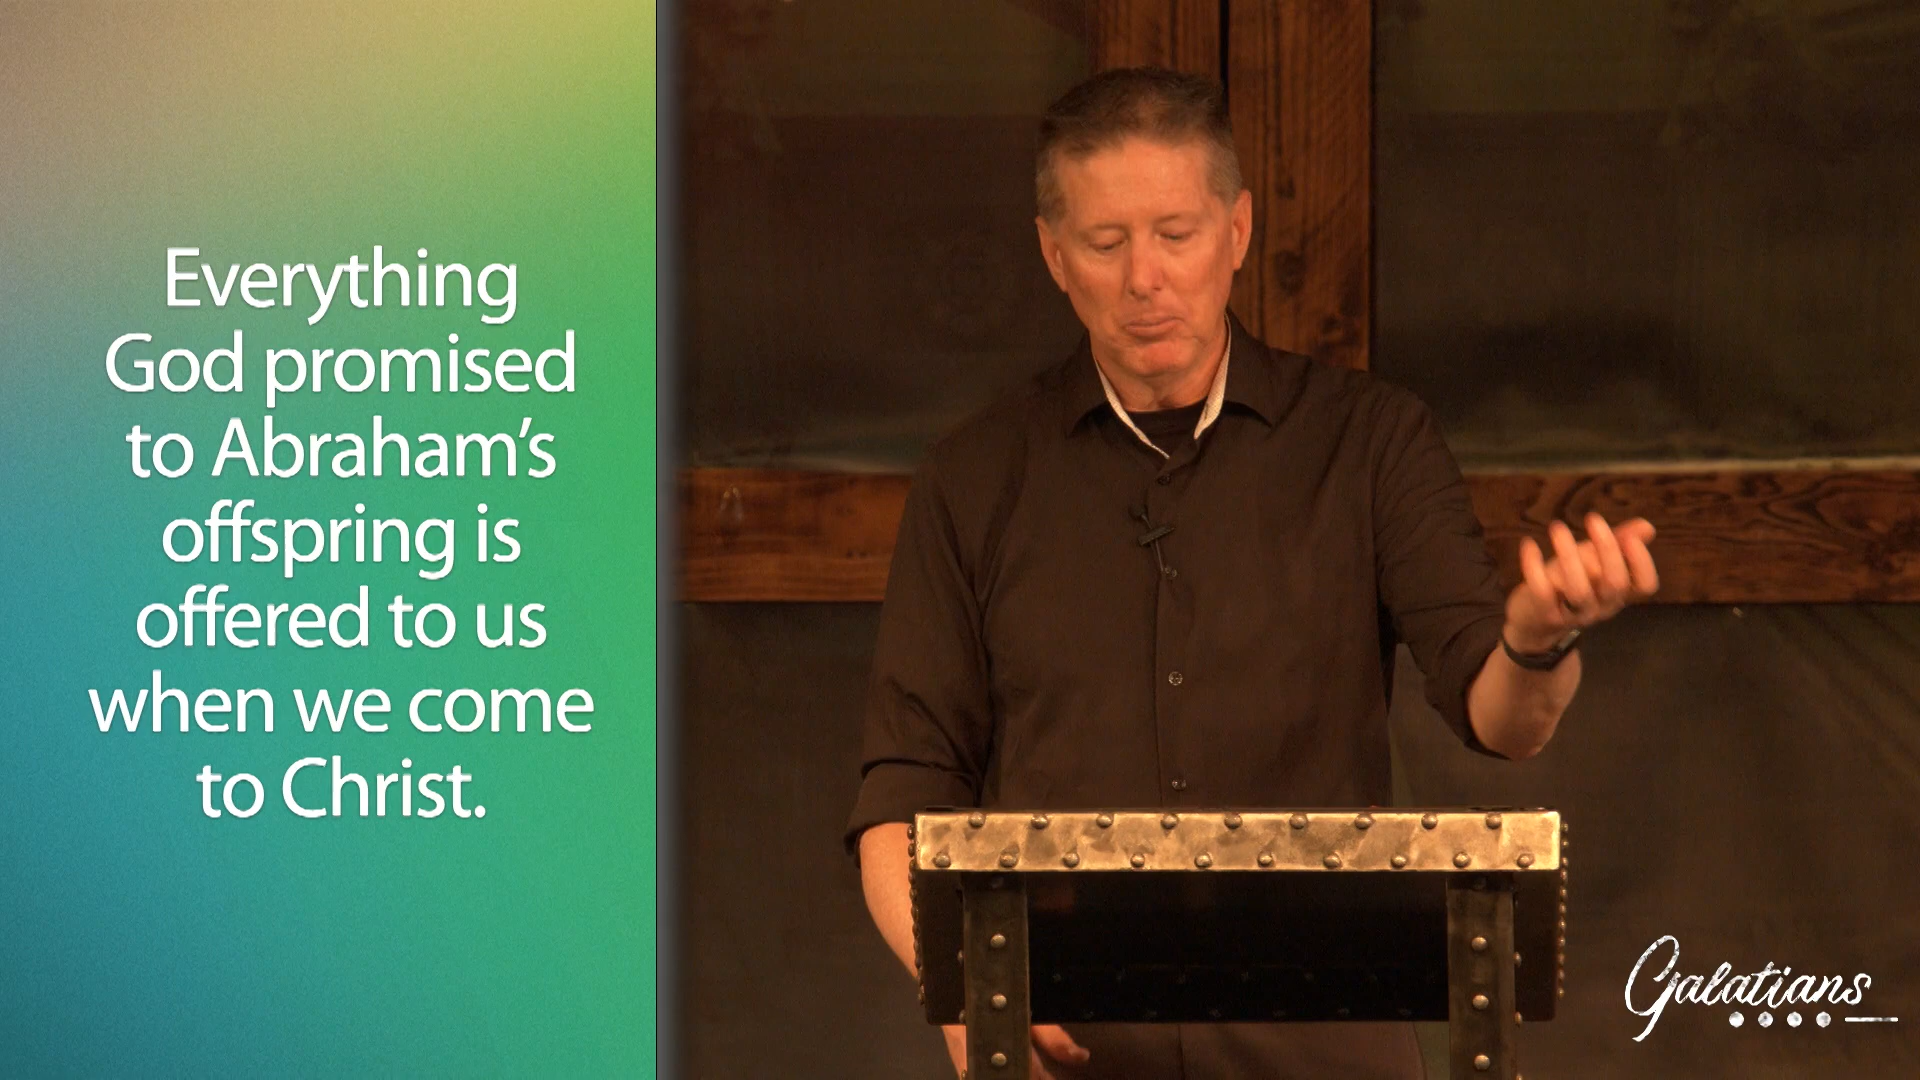 Everything
God promised
to Abraham’s
offspring is
offered to us
when we come
to Christ.
Galatians